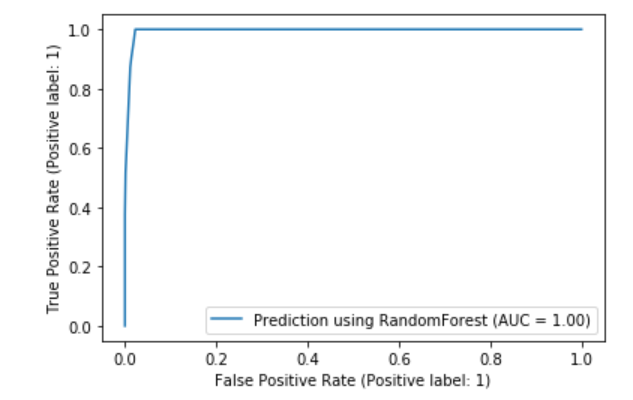 1.0
0.8
0.6
0.4
0.2
0.0
True Positive Rate (Positive label: 1)
Prediction using RandomForest (AUC = 1.00)
0.0 0.2 0.4 0.6 0.8 1.0
False Positive Rate (Positive label: 1)